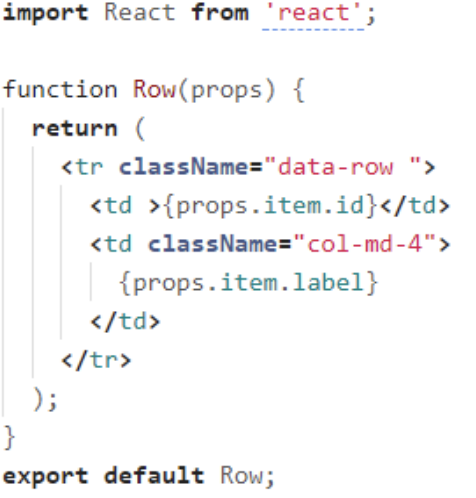 import React from 'react';
function Row(props) {
return (
<tr className="data-row ">
<td >{props.item.id}</td>
<td className="col-md-4">
{props.item.label}
</td>
</tr>
);
}
export default Row;